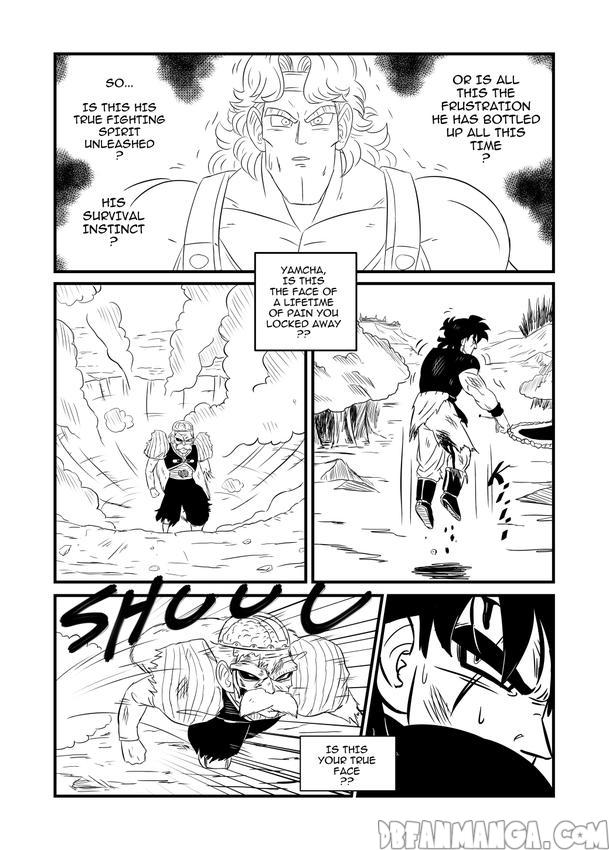 SO...
IS THIS HIS
TRUE FIGHTING
SPIRIT
UNLEASHED
?
OR IS ALL
THIS THE
FRUSTRATION
HE HAS BOTTLED
UP ALL THIS
TIME
?
HIS
SURVIVAL
INSTINCT
?
YAMCHA,
IS THIS
THE FACE OF
A LIFETIME
OF PAIN YOU
LOCKED AWAY
??
SHUUU
IS THIS
YOUR TRUE
FACE
??
DBFANMANGA.COM